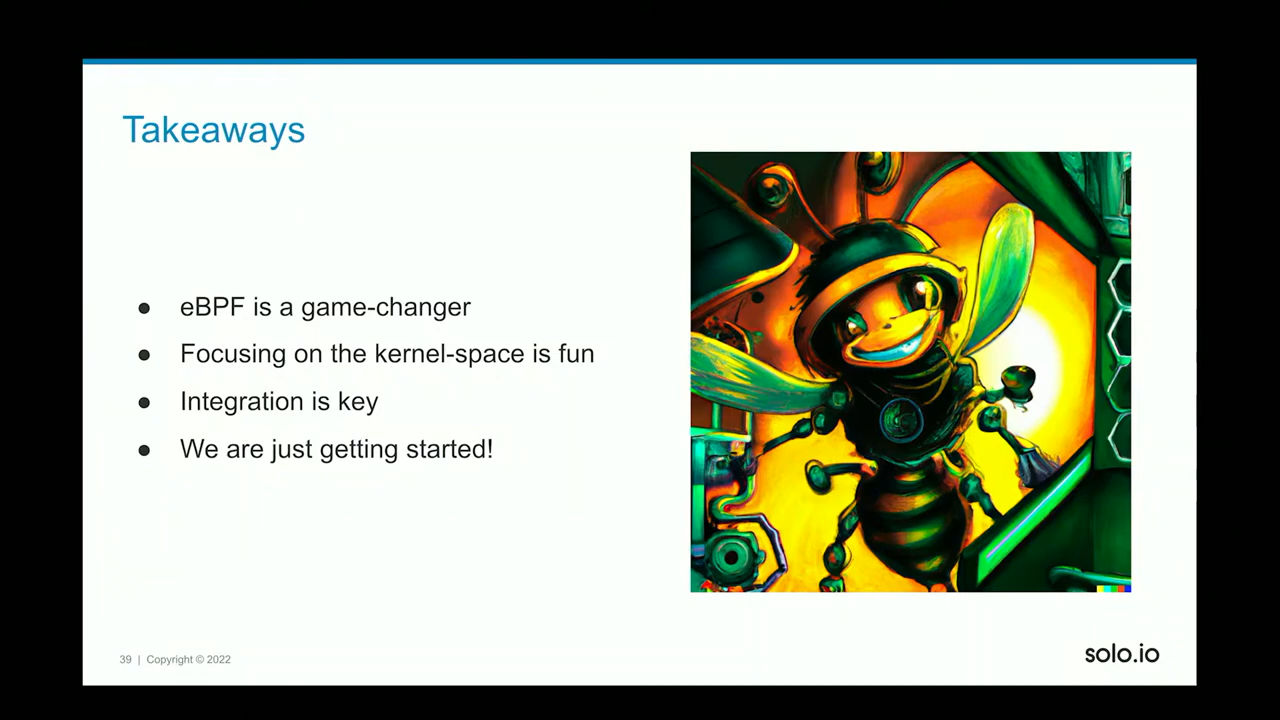 Takeaways
● eBPF is a game-changer
● Focusing on the kernel-space is fun
● Integration is key
● We are just getting started!
39 | Copyright © 2022
solo.io